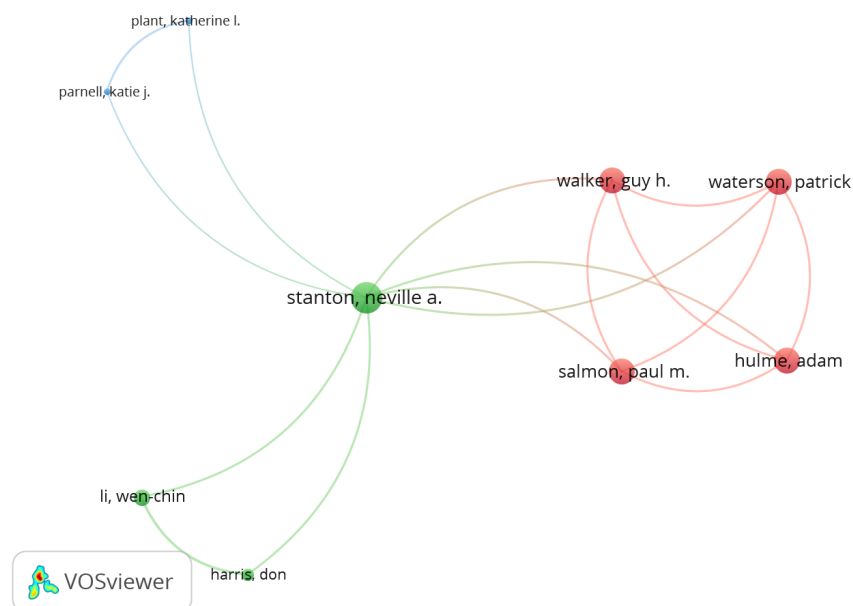 plant, katherine l.
parnell, katie j.
walker, guy h.
waterson, patrick
stanton, neville a.
salmon, paul m.
hulme, adam
li, wen-chin
harris, don
VOSviewer